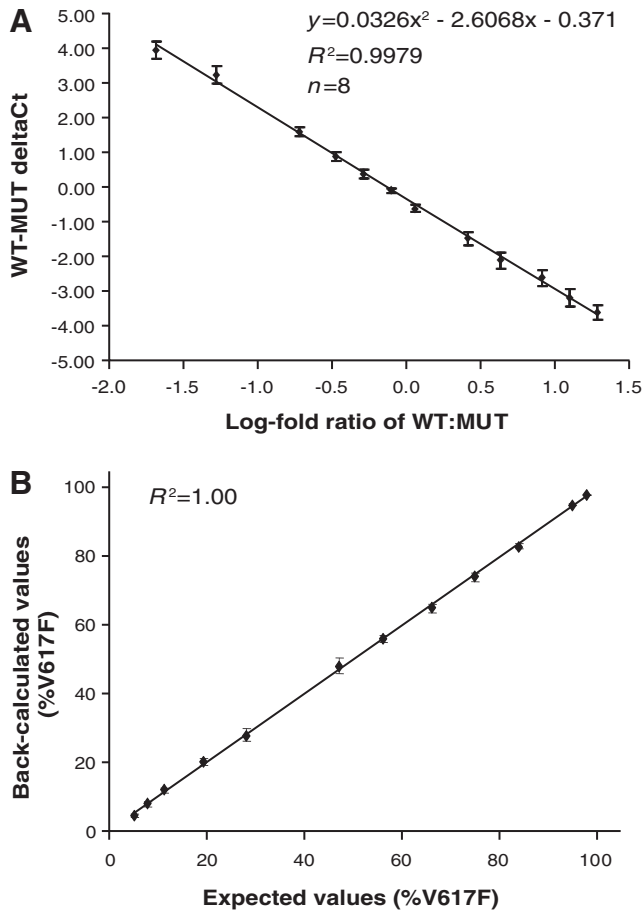 A
y=0.0326x² - 2.6068x - 0.371
R²=0.9979
n=8
WT-MUT deltaCt
5.00
4.00
3.00
2.00
1.00
0.00
-1.00
-2.00
-3.00
-4.00
-5.00
-2.0 -1.5 -1.0 -0.5 0.0 0.5 1.0 1.5
Log-fold ratio of WT:MUT
B
R²=1.00
Back-calculated values
(%V617F)
100
80
60
40
20
0
0 20 40 60 80 100
Expected values (%V617F)